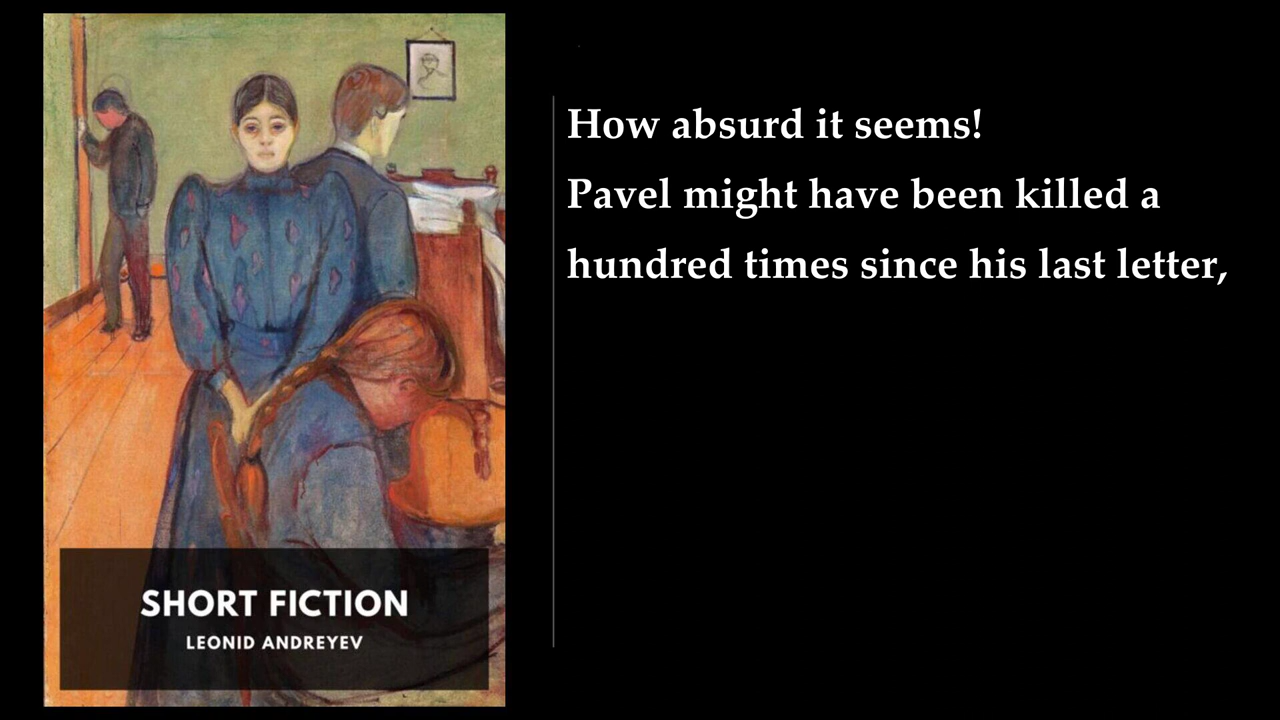 How absurd it seems!
Pavel might have been killed a
hundred times since his last letter,
SHORT FICTION
LEONID ANDREYEV